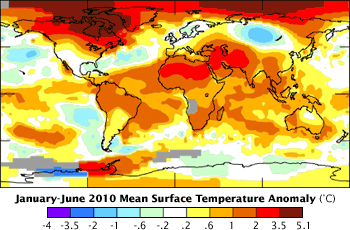 January-June 2010 Mean Surface Temperature Anomaly (°C)
-4 -3.5 -2 -1 -.6 -.2 .2 .6 1 2 3.5 5.1